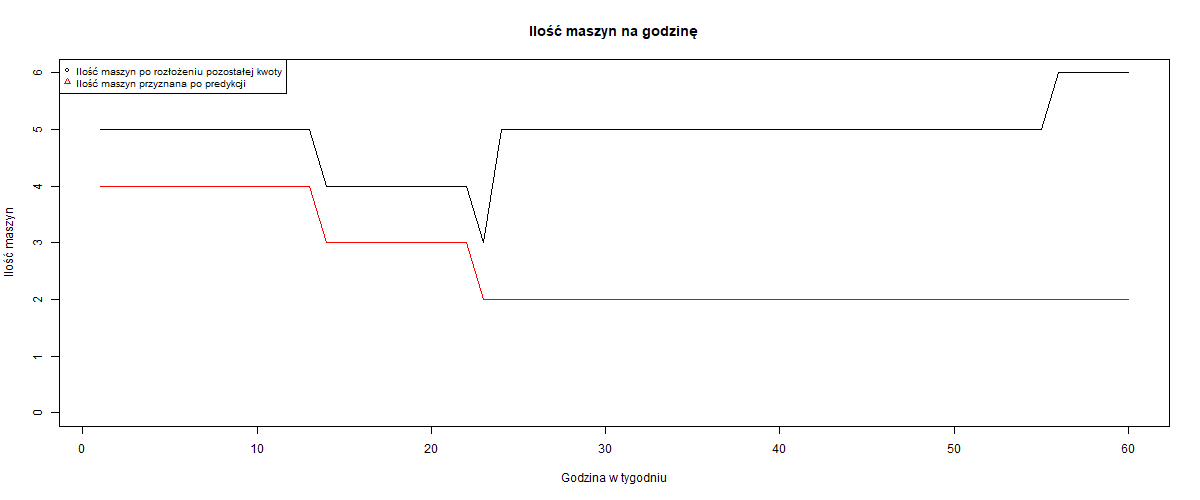 Ilość maszyn na godzinę
Ilość maszyn po rozłożeniu pozostałej kwoty
Ilość maszyn przyznana po predykcji
Ilość maszyn
6
5
4
3
2
1
0
0 10 20 30 40 50 60
Godzina w tygodniu